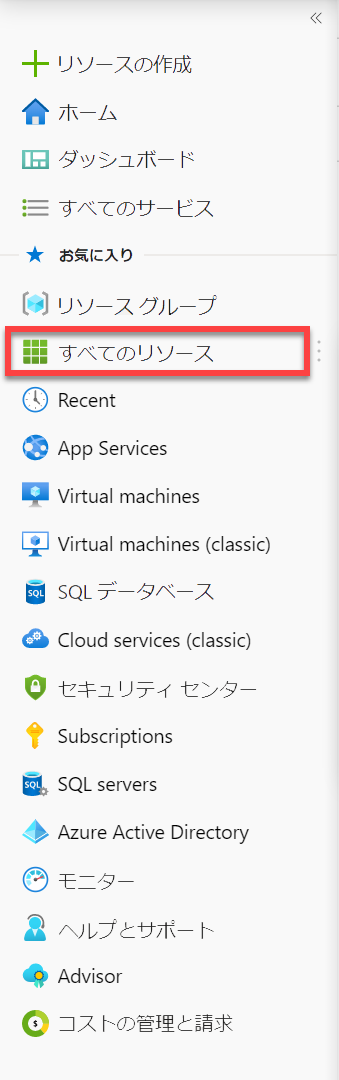 リソースの作成
ホーム
ダッシュボード
すべてのサービス
お気に入り
リソース グループ
すべてのリソース
Recent
App Services
Virtual machines
Virtual machines (classic)
SQL データベース
Cloud services (classic)
セキュリティ センター
Subscriptions
SQL servers
Azure Active Directory
モニター
ヘルプとサポート
Advisor
コストの管理と請求